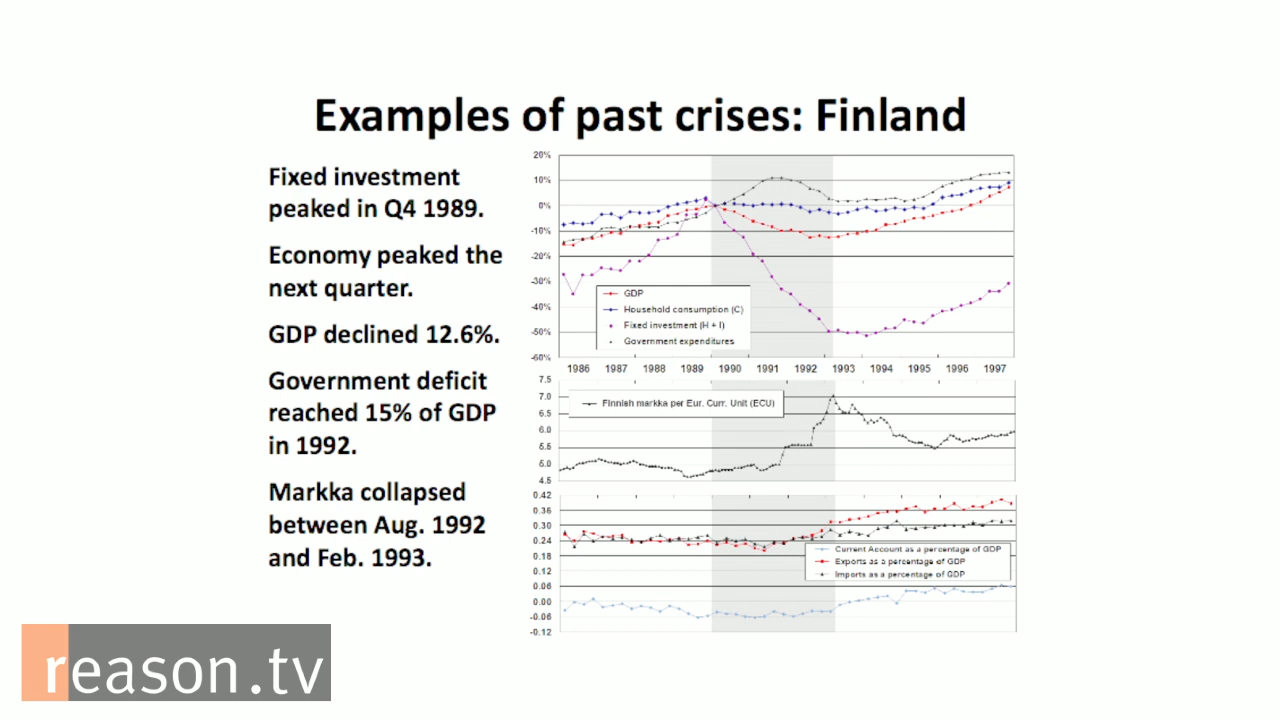 Examples of past crises: Finland
Fixed investment
peaked in Q4 1989.
Economy peaked the
next quarter.
GDP declined 12.6%.
Government deficit
reached 15% of GDP
in 1992.
Markka collapsed
between Aug. 1992
and Feb. 1993.
20%
10%
0%
-10%
-20%
-30%
-40%
-50%
-60%
GDP
Household consumption (C)
Fixed investment (H + I)
Government expenditures
1986 1987 1988 1989 1990 1991 1992 1993 1994 1995 1996 1997
7.5
7.0
6.5
6.0
5.5
5.0
4.5
Finnish markka per Eur. Curr. Unit (ECU)
0.42
0.36
0.30
0.24
0.18
0.12
0.06
0.00
-0.06
-0.12
Current Account as a percentage of GDP
Exports as a percentage of GDP
Imports as a percentage of GDP
reason.tv